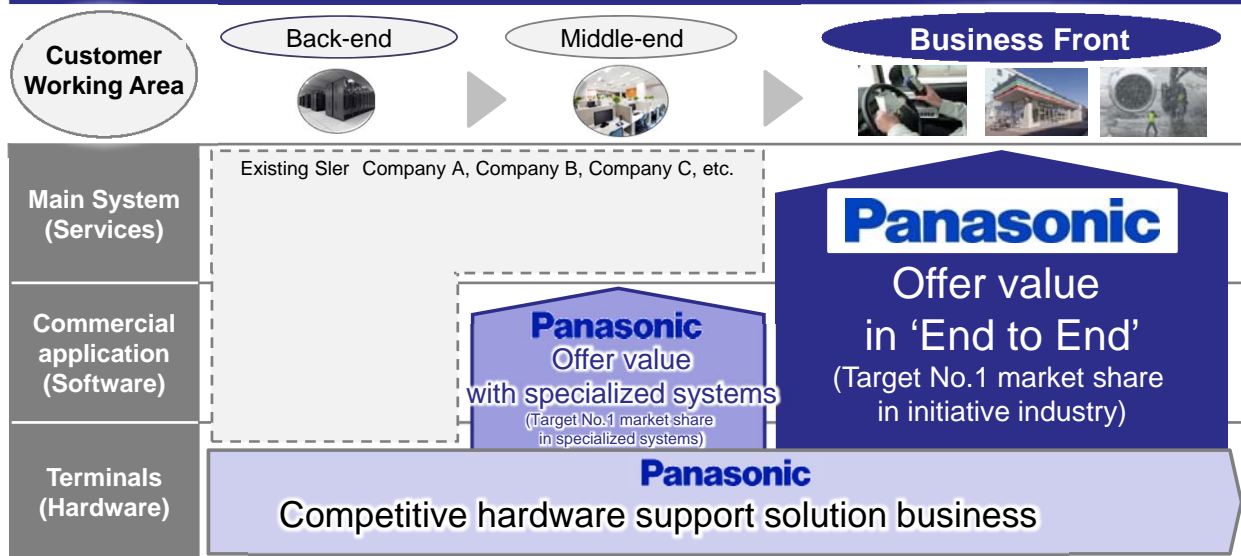 Customer
Working Area
Back-end
Middle-end
Business Front
Existing SIer Company A, Company B, Company C, etc.
Main System
(Services)
Panasonic
Offer value
in ‘End to End’
(Target No.1 market share
in initiative industry)
Commercial
application
(Software)
Panasonic
Offer value
with specialized systems
(Target No.1 market share
in specialized systems)
Terminals
(Hardware)
Panasonic
Competitive hardware support solution business